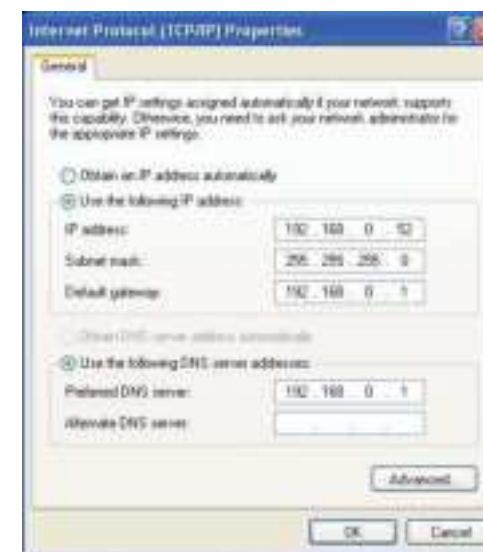 Internet Protocol (TCP/IP) Properties
General
You can get IP settings assigned automatically if your network supports
this capability. Otherwise, you need to ask your network administrator for
the appropriate IP settings.
Obtain an IP address automatically
Use the following IP address:
IP address: 192 . 168 . 0 . 52
Subnet mask: 255 . 255 . 255 . 0
Default gateway: 192 . 168 . 0 . 1
Obtain DNS server address automatically
Use the following DNS server addresses:
Preferred DNS server: 192 . 168 . 0 . 1
Alternate DNS server: . . .
Advanced...
OK Cancel